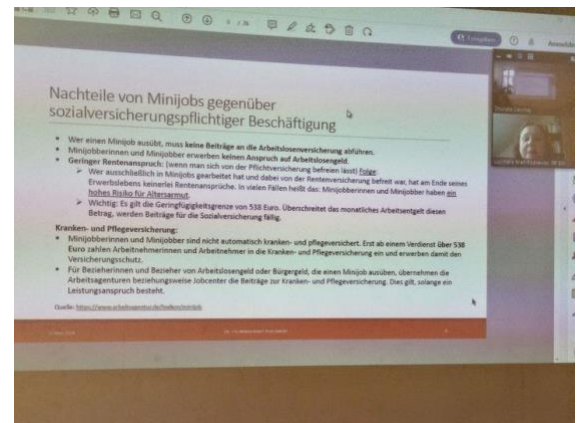 Nachteile von Minijobs gegenüber
sozialversicherungspflichtiger Beschäftigung
• Wer einen Minijob ausübt, muss keine Beiträge an die Arbeitslosenversicherung abführen.
• Minijobberinnen und Minijobber erwerben keinen Anspruch auf Arbeitslosengeld.
• Geringer Rentenanspruch: (wenn man sich von der Pflichtversicherung befreien lässt) Folge:
➢ Wer ausschließlich in Minijobs gearbeitet hat und dabei von der Rentenversicherung befreit war, hat am Ende seines
Erwerbslebens keinerlei Rentenansprüche. In vielen Fällen heißt das: Minijobberinnen und Minijobber haben ein
hohes Risiko für Altersarmut.
➢ Wichtig: Es gilt die Geringfügigkeitsgrenze von 538 Euro. Überschreitet das monatliches Arbeitsentgelt diesen
Betrag, werden Beiträge für die Sozialversicherung fällig.
Kranken- und Pflegeversicherung:
• Minijobberinnen und Minijobber sind nicht automatisch kranken- und pflegeversichert. Erst ab einem Verdienst über 538
Euro zahlen Arbeitnehmerinnen und Arbeitnehmer in die Kranken- und Pflegeversicherung ein und erwerben damit den
Versicherungsschutz.
• Für Bezieherinnen und Bezieher von Arbeitslosengeld oder Bürgergeld, die einen Minijob ausüben, übernehmen die
Arbeitsagenturen beziehungsweise Jobcenter die Beiträge zur Kranken- und Pflegeversicherung. Dies gilt, solange ein
Leistungsanspruch besteht.
Quelle: https://www.arbeitsagentur.de/lexikon/minijob